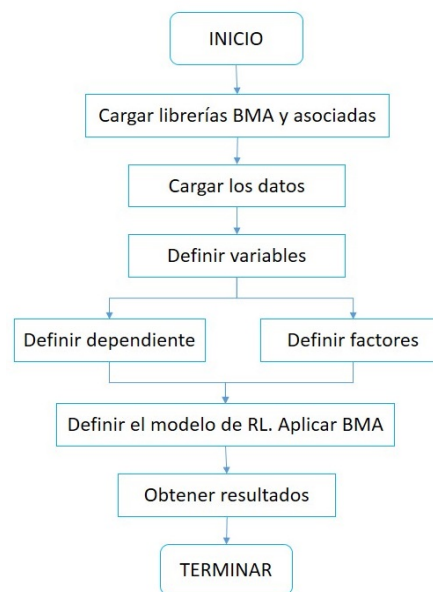 INICIO
Cargar librerías BMA y asociadas
Cargar los datos
Definir variables
Definir dependiente
Definir factores
Definir el modelo de RL. Aplicar BMA
Obtener resultados
TERMINAR